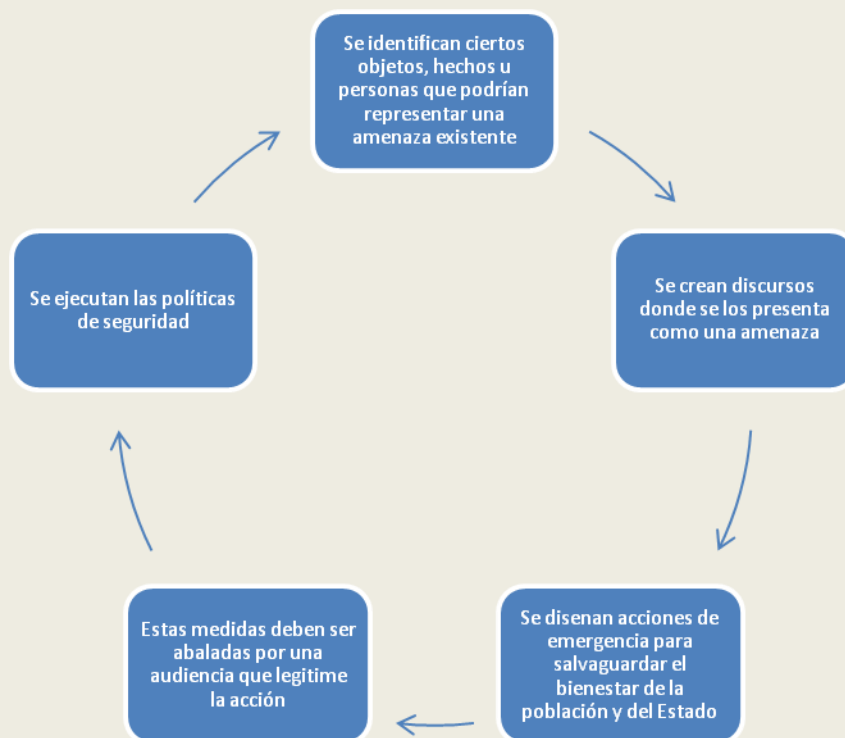 Se identifican ciertos
objetos, hechos u
personas que podrían
representar una
amenaza existente
Se crean discursos
donde se los presenta
como una amenaza
Se disenan acciones de
emergencia para
salvaguardar el
bienestar de la
población y del Estado
Estas medidas deben ser
abaladas por una
audiencia que legitime
la acción
Se ejecutan las políticas
de seguridad